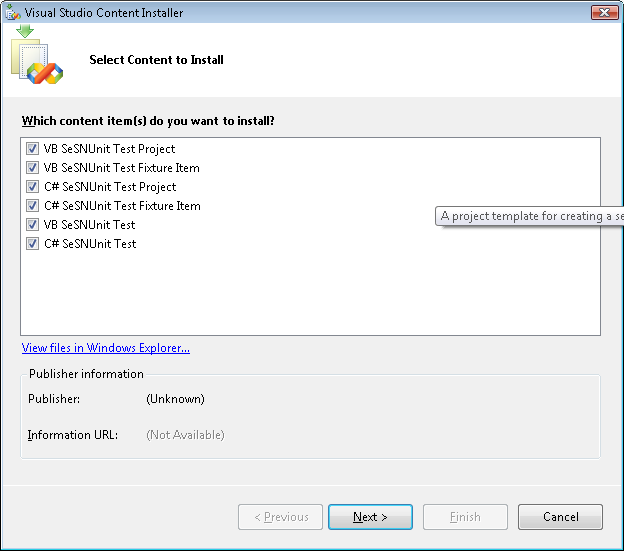 Visual Studio Content Installer
Select Content to Install
Which content item(s) do you want to install?
VB SeSNUnit Test Project
VB SeSNUnit Test Fixture Item
C# SeSNUnit Test Project
C# SeSNUnit Test Fixture Item
A project template for creating a se
VB SeSNUnit Test
C# SeSNUnit Test
View files in Windows Explorer...
Publisher information
Publisher: (Unknown)
Information URL: (Not Available)
< Previous Next > Finish Cancel